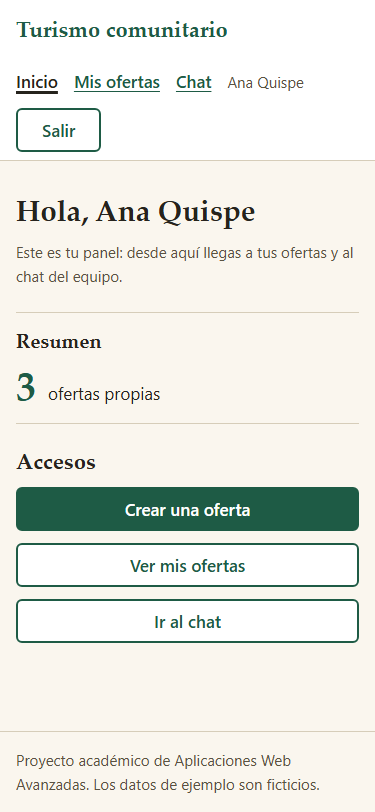 Turismo comunitario
Inicio Mis ofertas Chat Ana Quispe
Salir
Hola, Ana Quispe
Este es tu panel: desde aquí llegas a tus ofertas y al
chat del equipo.
Resumen
3 ofertas propias
Accesos
Crear una oferta
Ver mis ofertas
Ir al chat
Proyecto académico de Aplicaciones Web
Avanzadas. Los datos de ejemplo son ficticios.